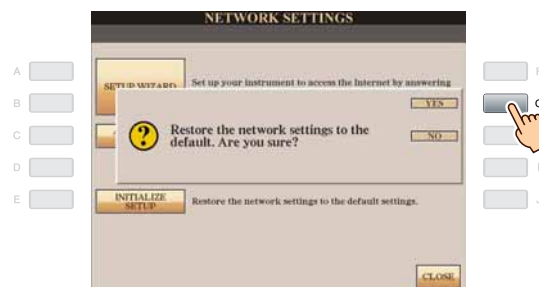 NETWORK SETTINGS
A
SETUP WIZARD
Set up your instrument to access the Internet by answering
B
YES
Restore the network settings to the
default. Are you sure?
C
NO
D
E
INITIALIZE
SETUP
Restore the network settings to the default settings.
CLOSE